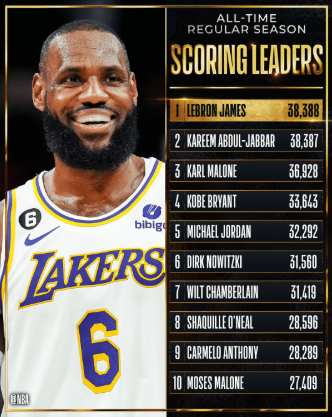 ALL-TIME
REGULAR SEASON
SCORING LEADERS
1 LEBRON JAMES 38,388
2 KAREEM ABDUL-JABBAR 38,387
3 KARL MALONE 36,928
4 KOBE BRYANT 33,643
5 MICHAEL JORDAN 32,292
6 DIRK NOWITZKI 31,560
7 WILT CHAMBERLAIN 31,419
8 SHAQUILLE O'NEAL 28,596
9 CARMELO ANTHONY 28,289
10 MOSES MALONE 27,409
6
bibigo
LAKERS
6
@NBA